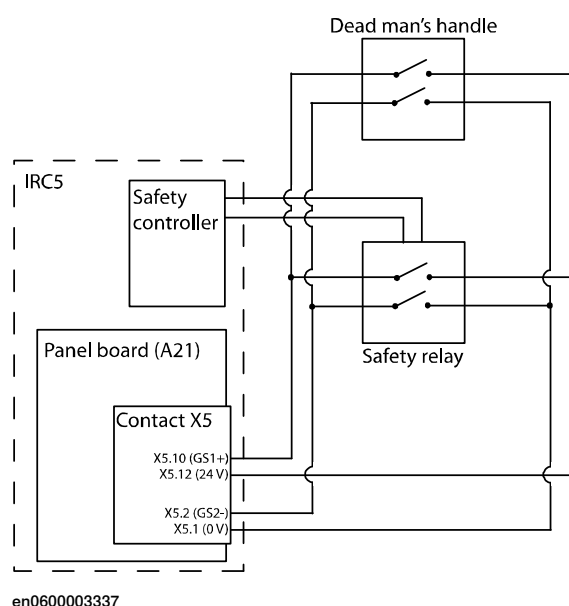 Dead man's handle
IRC5
Safety
controller
Safety relay
Panel board (A21)
Contact X5
X5.10 (GS1+)
X5.12 (24 V)
X5.2 (GS2-)
X5.1 (0 V)
en0600003337